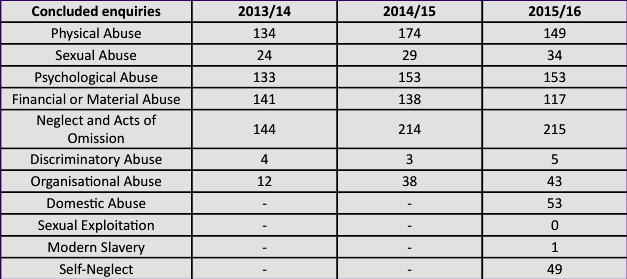 Concluded enquiries 2013/14 2014/15 2015/16
Physical Abuse 134 174 149
Sexual Abuse 24 29 34
Psychological Abuse 133 153 153
Financial or Material Abuse 141 138 117
Neglect and Acts of
Omission 144 214 215
Discriminatory Abuse 4 3 5
Organisational Abuse 12 38 43
Domestic Abuse - - 53
Sexual Exploitation - - 0
Modern Slavery - - 1
Self-Neglect - - 49